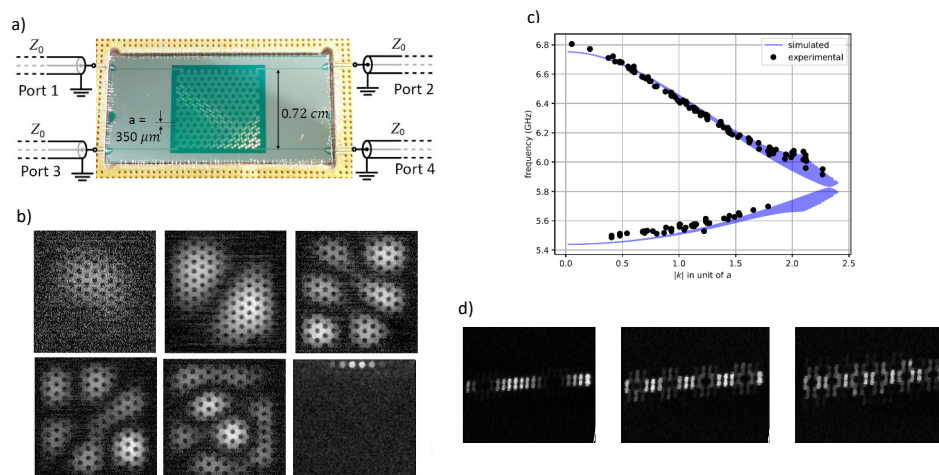 a)
Z₀
Port 1
Z₀
Port 2
a =
350 μm
0.72 cm
Z₀
Port 3
Z₀
Port 4
b)
c)
simulated
experimental
6.8
6.6
6.4
6.2
6.0
5.8
5.6
5.4
frequency (GHz)
0.0 0.5 1.0 1.5 2.0 2.5
|k| in unit of a
d)